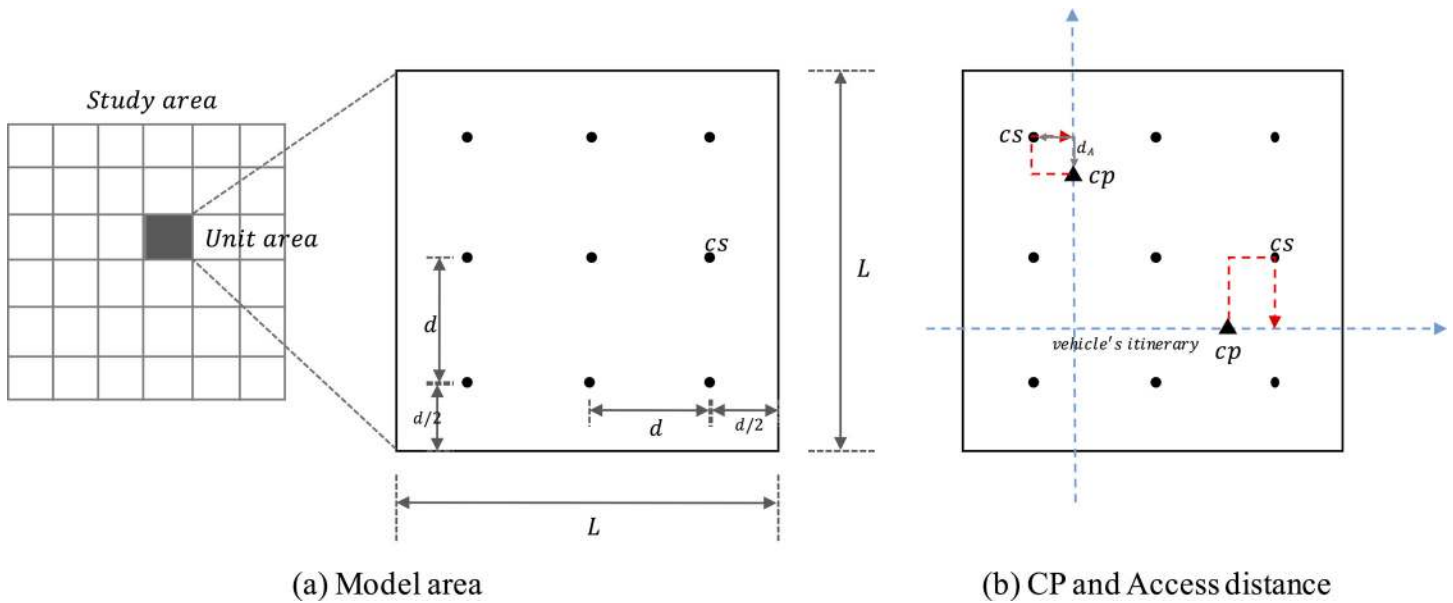 Study area
Unit area
cs
d
d/2
d
d/2
L
L
(a) Model area
cs
d_A
cp
cs
vehicle's itinerary
cp
(b) CP and Access distance